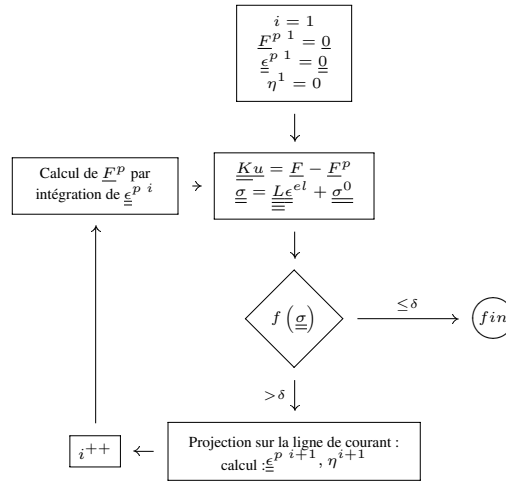 i = 1
F^{p 1} = 0
ϵ^{p 1} = 0
η^1 = 0
Calcul de F^p par
intégration de ϵ^{p i}
Ku = F − F^p
σ = Lϵ^{el} + σ^0
f (σ)
≤ δ
fin
> δ
i^{++}
Projection sur la ligne de courant :
calcul :ϵ^{p i+1}, η^{i+1}